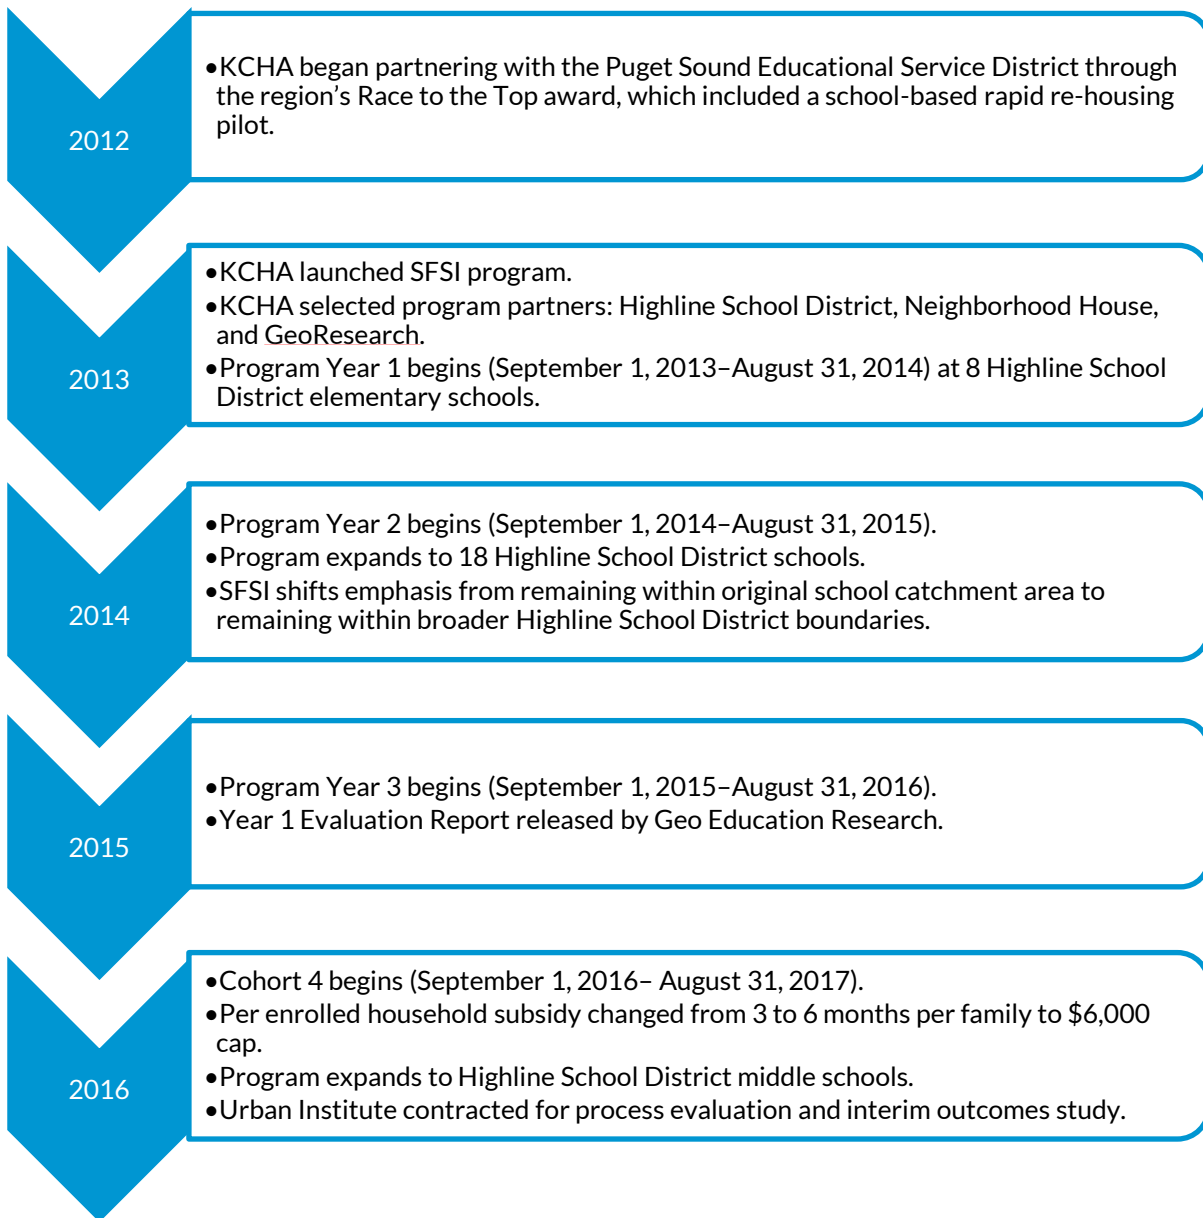 2012
•KCHA began partnering with the Puget Sound Educational Service District through
the region's Race to the Top award, which included a school-based rapid re-housing
pilot.
2013
•KCHA launched SFSI program.
•KCHA selected program partners: Highline School District, Neighborhood House,
and GeoResearch.
•Program Year 1 begins (September 1, 2013–August 31, 2014) at 8 Highline School
District elementary schools.
2014
•Program Year 2 begins (September 1, 2014–August 31, 2015).
•Program expands to 18 Highline School District schools.
•SFSI shifts emphasis from remaining within original school catchment area to
remaining within broader Highline School District boundaries.
2015
•Program Year 3 begins (September 1, 2015–August 31, 2016).
•Year 1 Evaluation Report released by Geo Education Research.
2016
•Cohort 4 begins (September 1, 2016– August 31, 2017).
•Per enrolled household subsidy changed from 3 to 6 months per family to $6,000
cap.
•Program expands to Highline School District middle schools.
•Urban Institute contracted for process evaluation and interim outcomes study.